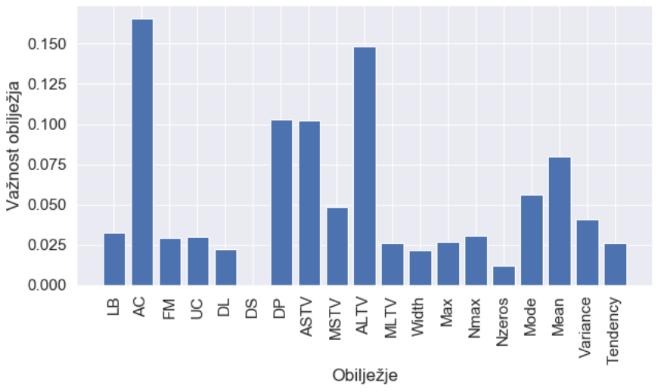 Važnost obilježja
0.150
0.125
0.100
0.075
0.050
0.025
0.000
LB
AC
FM
UC
DL
DS
DP
ASTV
MSTV
ALTV
MLTV
Width
Max
Nmax
Nzeros
Mode
Mean
Variance
Tendency
Obilježje